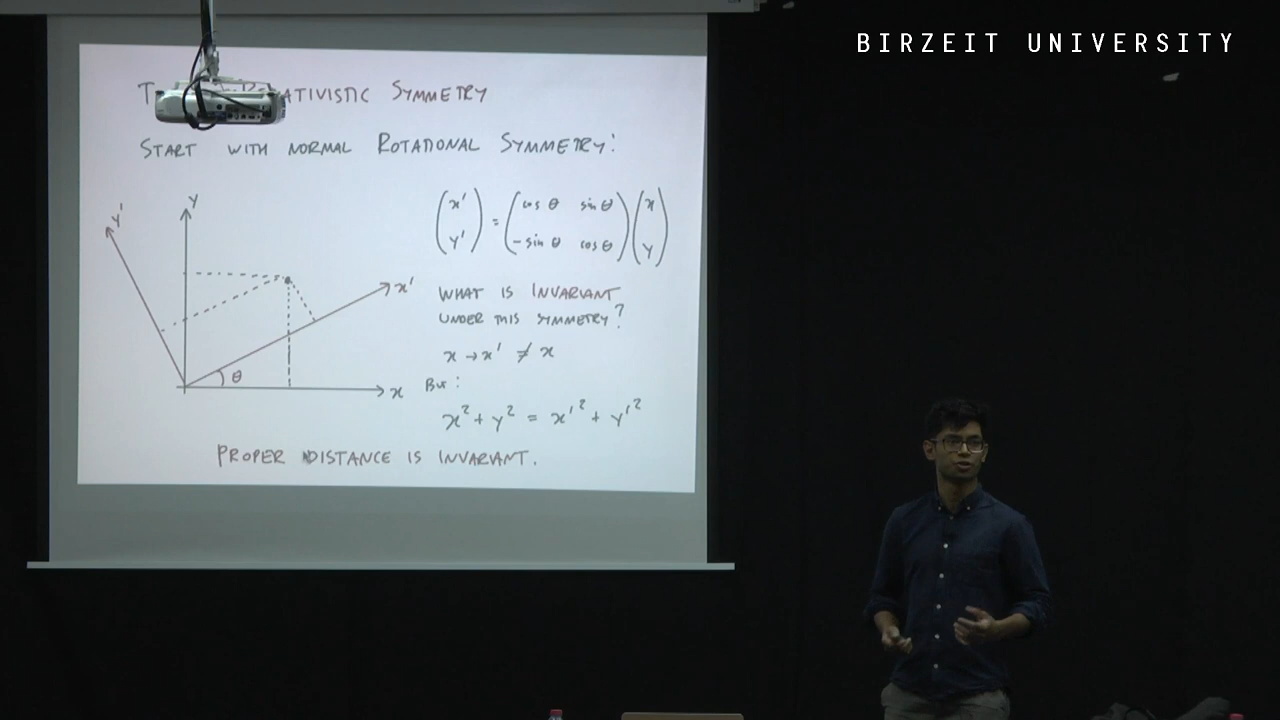 BIRZEIT UNIVERSITY
SYMMETRY
START WITH NORMAL ROTATIONAL SYMMETRY:
y'
y
x'
x
θ
(x' y') = (cos θ sin θ -sin θ cos θ)(x y)
WHAT IS INVARIANT
UNDER THIS SYMMETRY?
x → x' ≠ x
BUT:
x² + y² = x'² + y'²
PROPER DISTANCE IS INVARIANT.